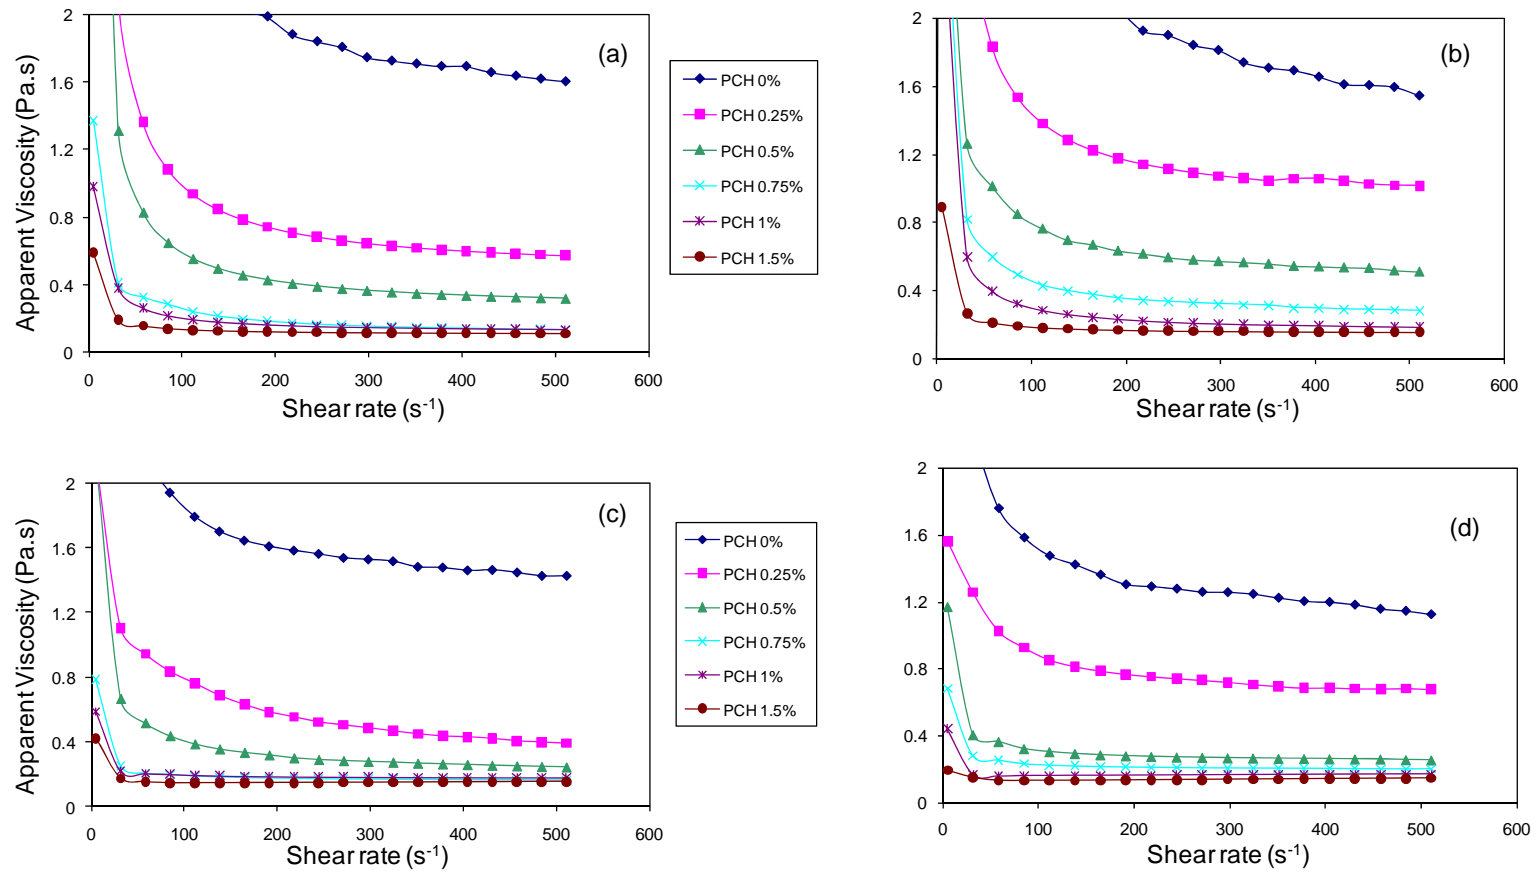 2
1.6
1.2
0.8
0.4
0
0 100 200 300 400 500 600
Apparent Viscosity (Pa.s)
Shear rate (s-1)
(a)
PCH 0%
PCH 0.25%
PCH 0.5%
PCH 0.75%
PCH 1%
PCH 1.5%
2
1.6
1.2
0.8
0.4
0
0 100 200 300 400 500 600
Shear rate (s-1)
(b)
2
1.6
1.2
0.8
0.4
0
0 100 200 300 400 500 600
Apparent Viscosity (Pa.s)
Shear rate (s-1)
(c)
PCH 0%
PCH 0.25%
PCH 0.5%
PCH 0.75%
PCH 1%
PCH 1.5%
2
1.6
1.2
0.8
0.4
0
0 100 200 300 400 500 600
Shear rate (s-1)
(d)